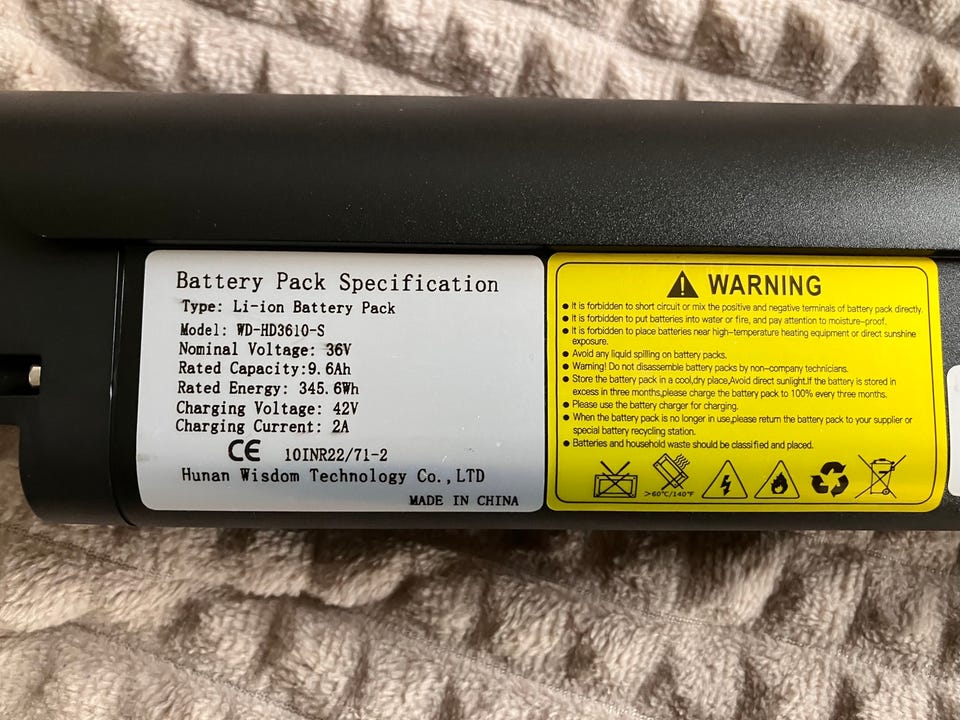 Battery Pack Specification
Type: Li-ion Battery Pack
Model: WD-HD3610-S
Nominal Voltage: 36V
Rated Capacity:9.6Ah
Rated Energy: 345.6Wh
Charging Voltage: 42V
Charging Current: 2A
CE 10INR22/71-2
Hunan Wisdom Technology Co.,LTD
MADE IN CHINA
WARNING
● It is forbidden to short circuit or mix the positive and negative terminals of battery pack directly.
● It is forbidden to put batteries into water or fire, and pay attention to moisture-proof.
● It is forbidden to place batteries near high-temperature heating equipment or direct sunshine
exposure.
● Avoid any liquid spilling on battery packs.
● Warning! Do not disassemble battery packs by non-company technicians.
● Store the battery pack in a cool,dry place,Avoid direct sunlight.If the battery is stored in
excess in three months,please charge the battery pack to 100% every three months.
● Please use the battery charger for charging.
● When the battery pack is no longer in use,please return the battery pack to your supplier or
special battery recycling station.
● Batteries and household waste should be classified and placed.
>60°C/140°F